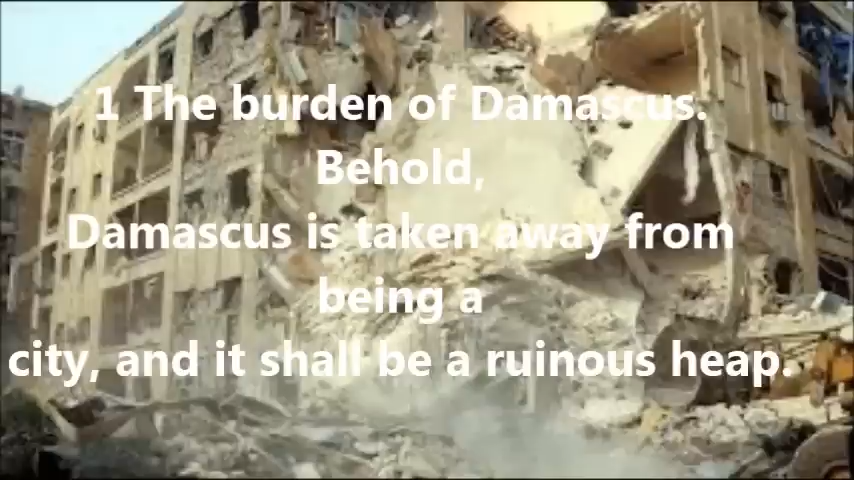 1 The burden of Damascus.
Behold,
Damascus is taken away from
being a
city, and it shall be a ruinous heap.